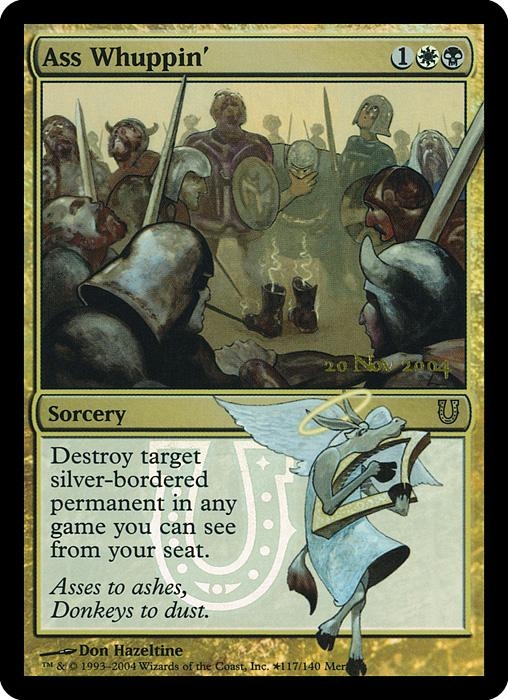 Ass Whuppin'
1
20 Nov 2004
Sorcery
Destroy target
silver-bordered
permanent in any
game you can see
from your seat.
Asses to ashes,
Donkeys to dust.
Don Hazeltine
™ & © 1993–2004 Wizards of the Coast, Inc. ★117/140